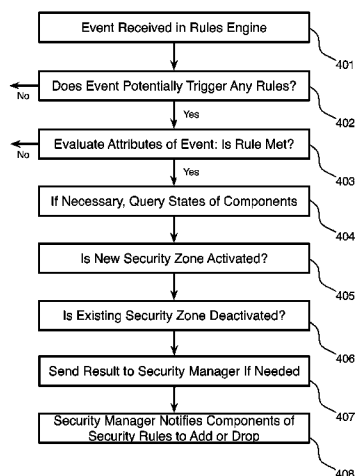 Event Received in Rules Engine
401
Does Event Potentially Trigger Any Rules?
No
402
Yes
Evaluate Attributes of Event: Is Rule Met?
No
403
Yes
If Necessary, Query States of Components
404
Is New Security Zone Activated?
405
Is Existing Security Zone Deactivated?
406
Send Result to Security Manager If Needed
407
Security Manager Notifies Components of
Security Rules to Add or Drop
408